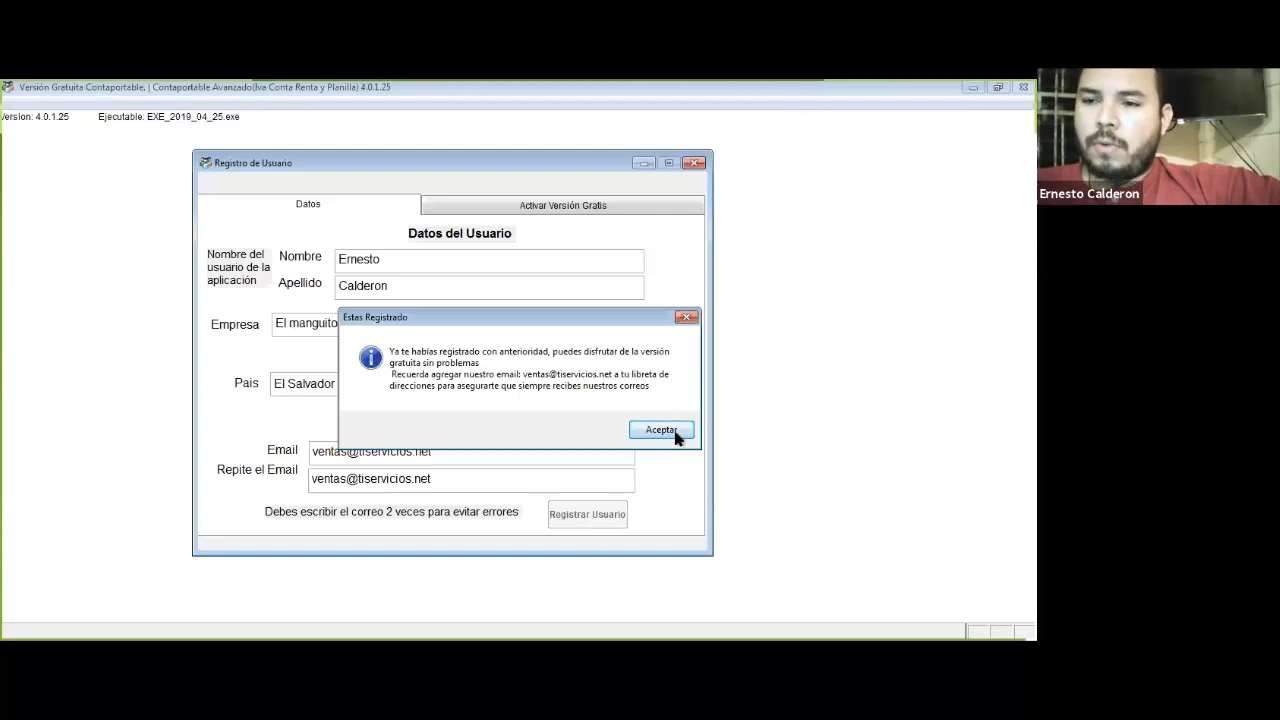 Versión Gratuita Contaportable. | Contaportable Avanzado(Iva Conta Renta y Planilla) 4.0.1.25
Version: 4.0.1.25 Ejecutable: EXE_2019_04_25.exe
Ernesto Calderon
Registro de Usuario
Datos
Activar Versión Gratis
Datos del Usuario
Nombre del
usuario de la
aplicación
Nombre
Ernesto
Apellido
Calderon
Empresa
El manguito
Pais
El Salvador
Estas Registrado
Ya te habías registrado con anterioridad, puedes disfrutar de la versión
gratuita sin problemas
Recuerda agregar nuestro email: ventas@tiservicios.net a tu libreta de
direcciones para asegurarte que siempre recibes nuestros correos
Aceptar
Email
ventas@tiservicios.net
Repite el Email
ventas@tiservicios.net
Debes escribir el correo 2 veces para evitar errores
Registrar Usuario